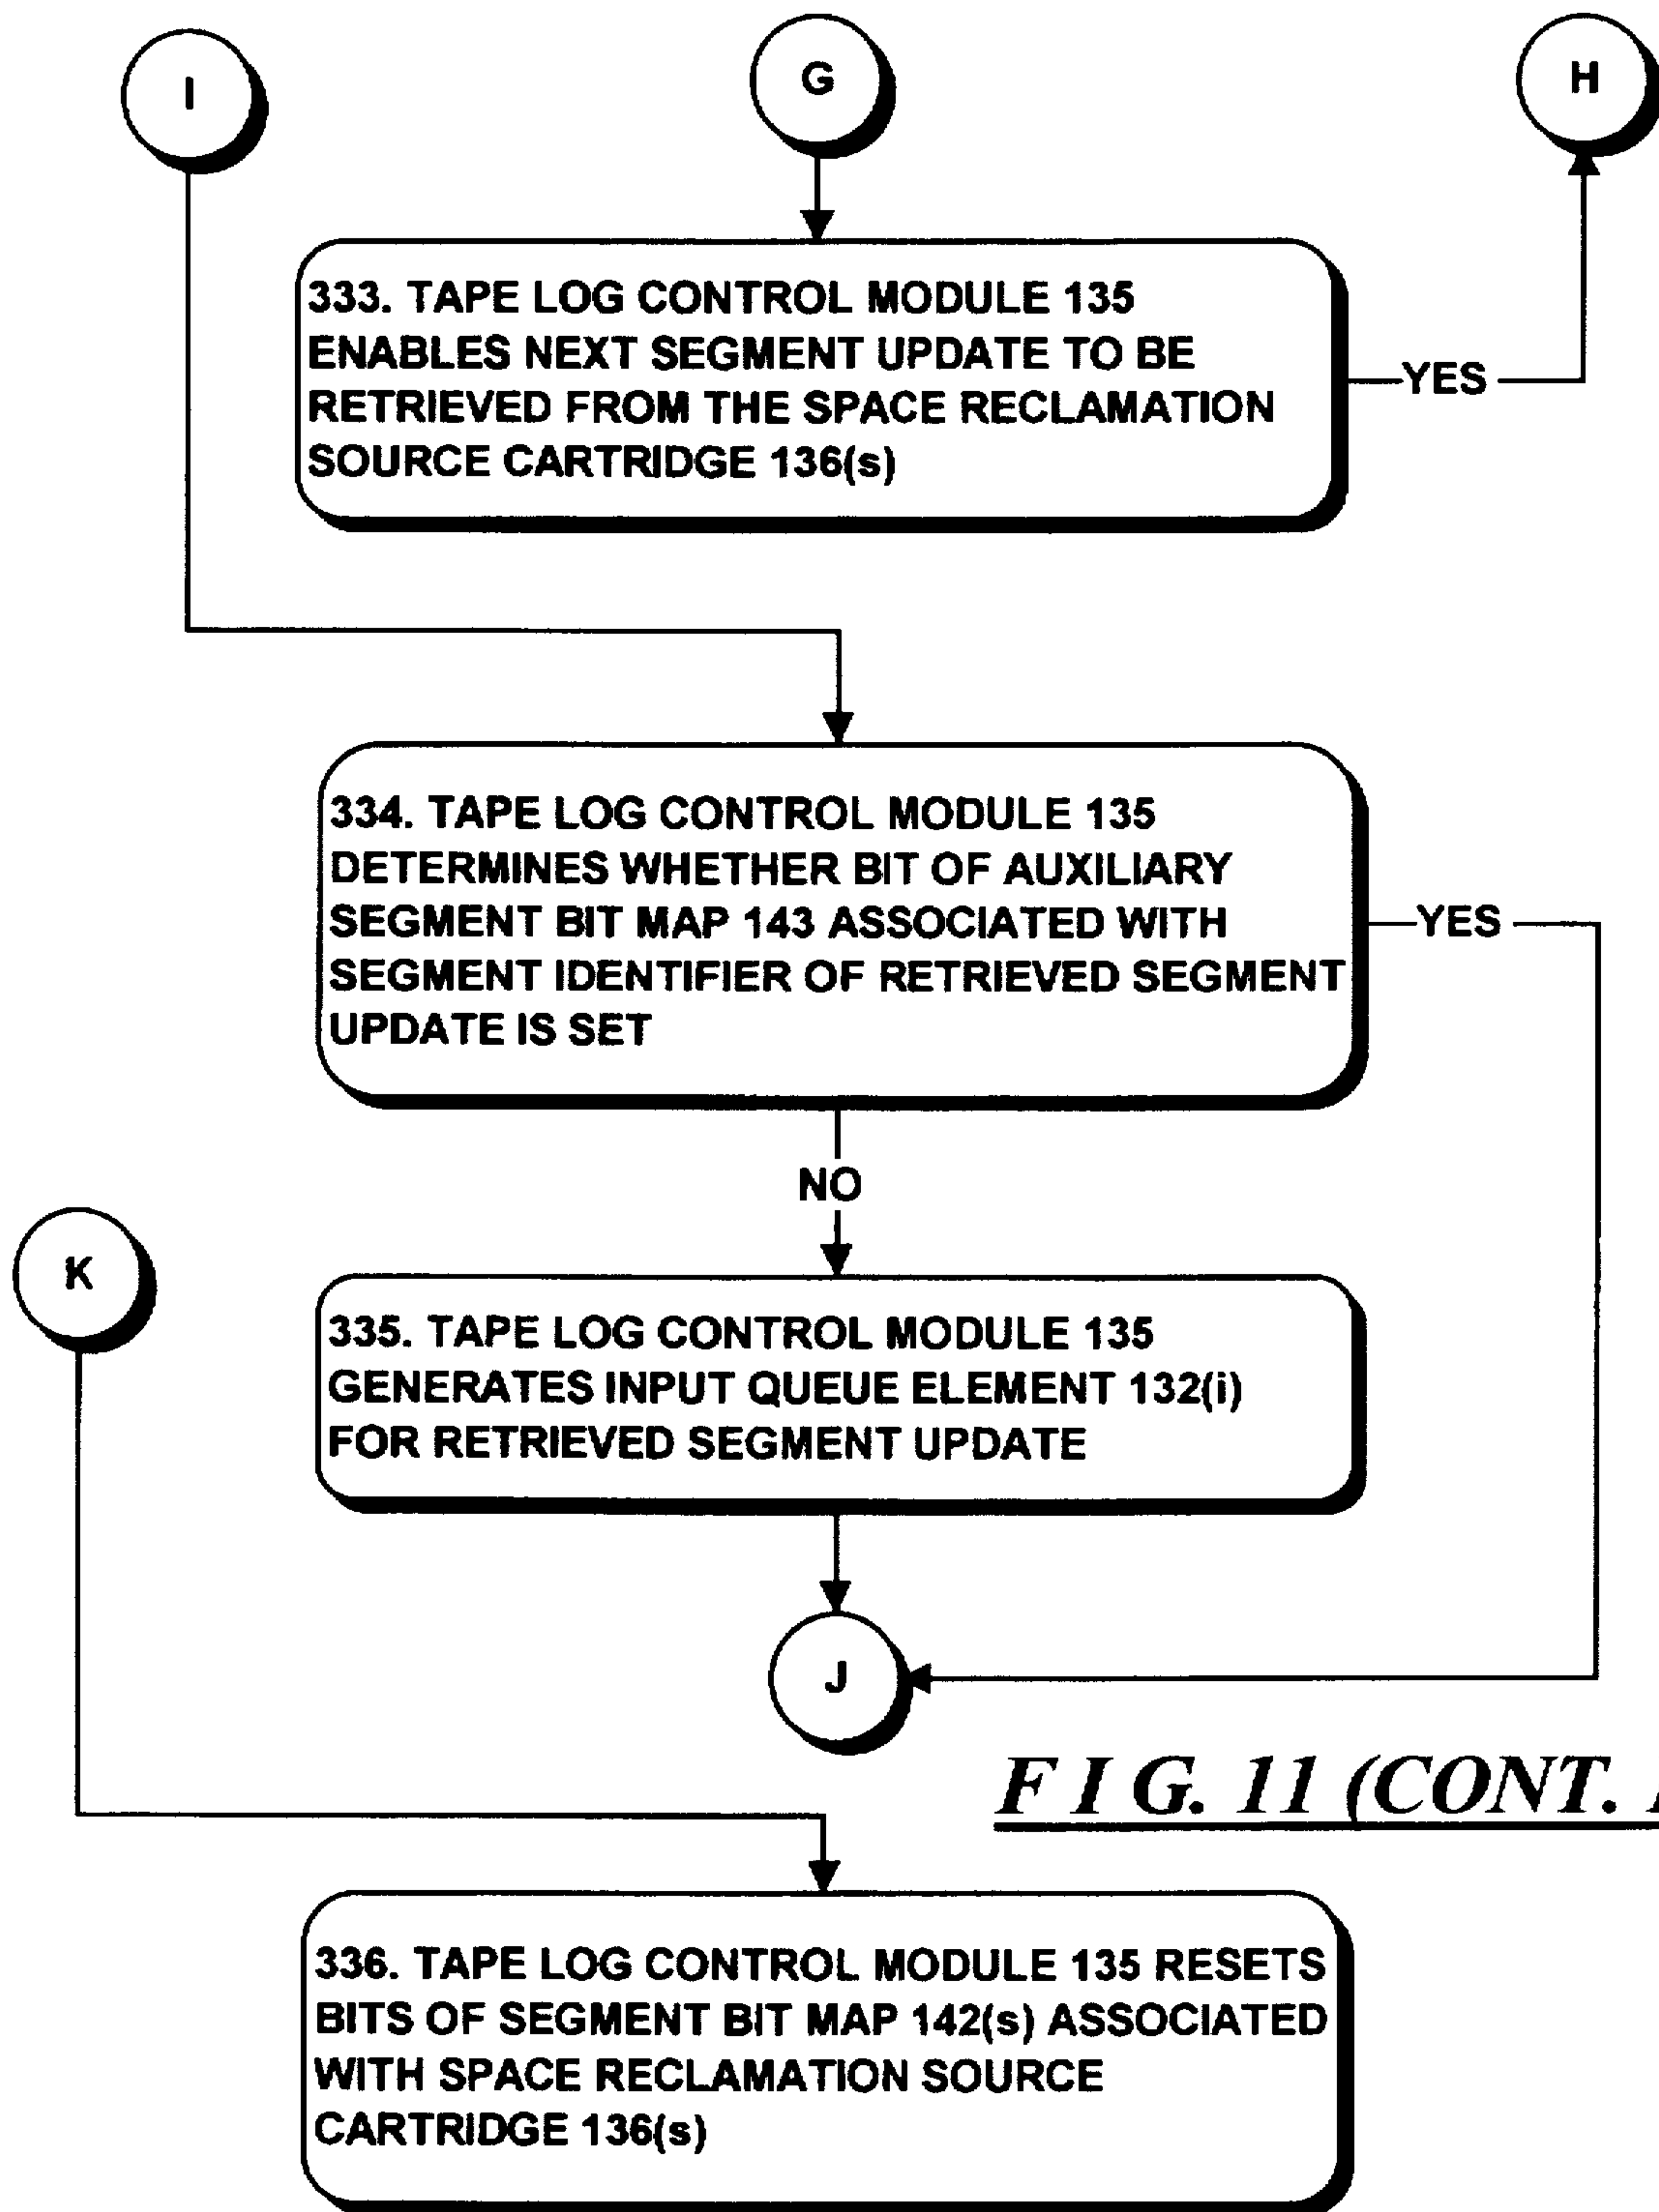 I
G
H
333. TAPE LOG CONTROL MODULE 135
ENABLES NEXT SEGMENT UPDATE TO BE
RETRIEVED FROM THE SPACE RECLAMATION
SOURCE CARTRIDGE 136(s)
YES
334. TAPE LOG CONTROL MODULE 135
DETERMINES WHETHER BIT OF AUXILIARY
SEGMENT BIT MAP 143 ASSOCIATED WITH
SEGMENT IDENTIFIER OF RETRIEVED SEGMENT
UPDATE IS SET
YES
NO
K
335. TAPE LOG CONTROL MODULE 135
GENERATES INPUT QUEUE ELEMENT 132(i)
FOR RETRIEVED SEGMENT UPDATE
J
F I G. 11 (CONT.
336. TAPE LOG CONTROL MODULE 135 RESETS
BITS OF SEGMENT BIT MAP 142(s) ASSOCIATED
WITH SPACE RECLAMATION SOURCE
CARTRIDGE 136(s)